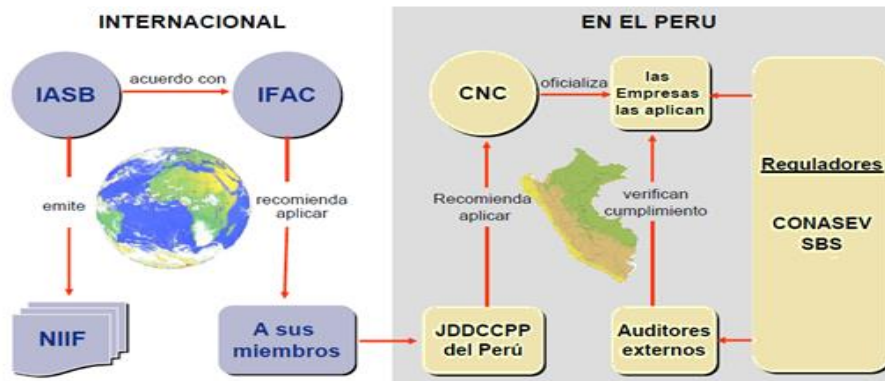 INTERNACIONAL
EN EL PERU
IASB
acuerdo con
IFAC
CNC
oficializa
las
Empresas
las aplican
Reguladores
CONASEV
SBS
emite
recomienda
aplicar
Recomienda
aplicar
verifican
cumplimiento
NIIF
A sus
miembros
JDDCCPP
del Perú
Auditores
externos